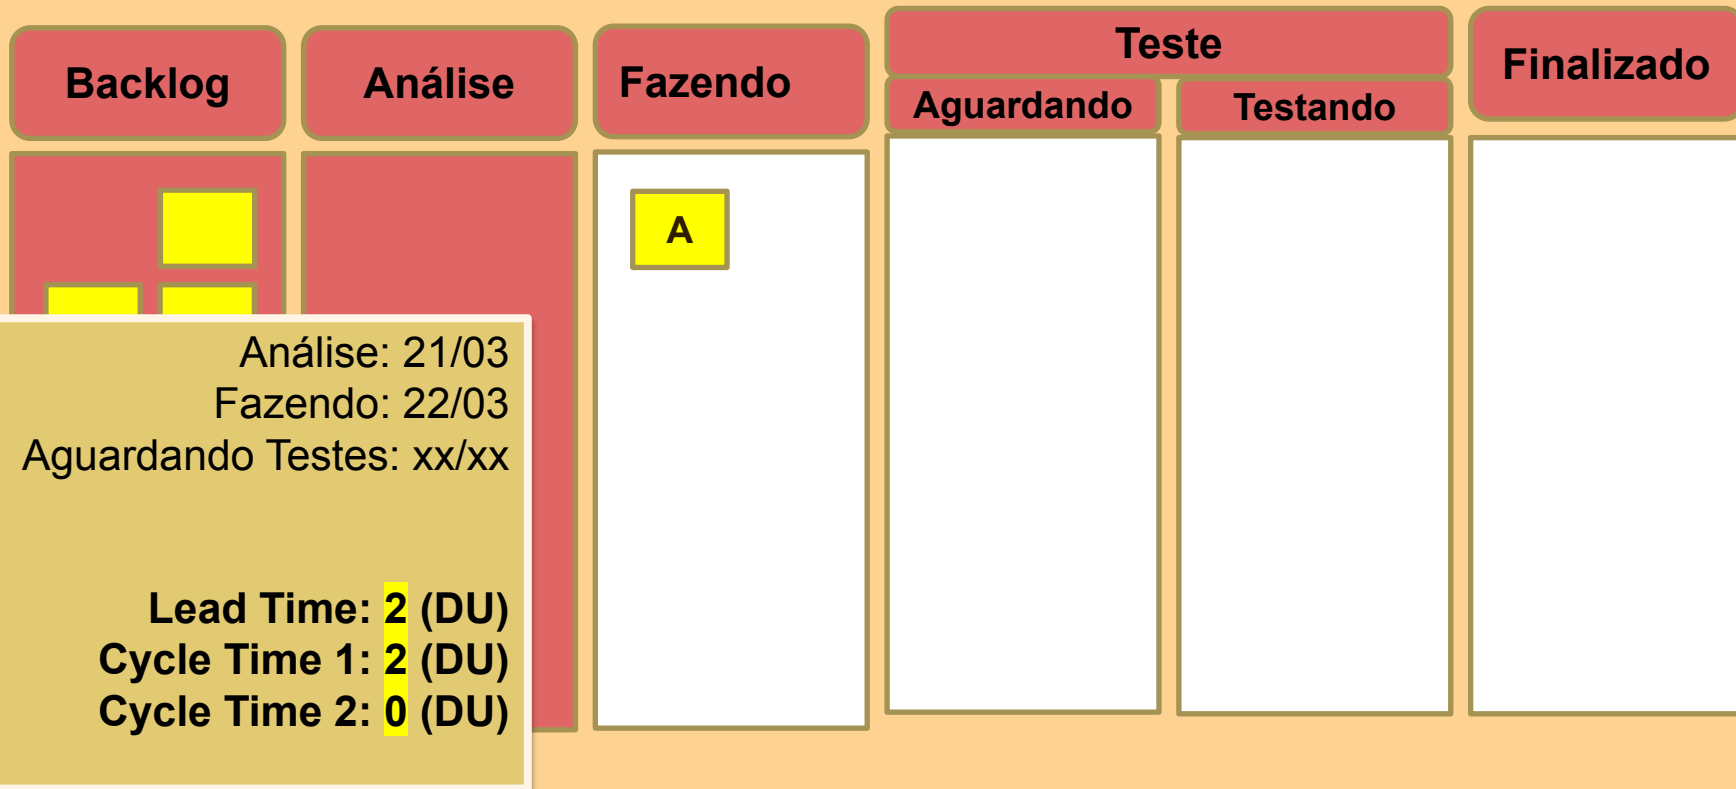 Backlog
Análise
Fazendo
Teste
Aguardando
Testando
Finalizado
A
Análise: 21/03
Fazendo: 22/03
Aguardando Testes: xx/xx
Lead Time: 2 (DU)
Cycle Time 1: 2 (DU)
Cycle Time 2: 0 (DU)